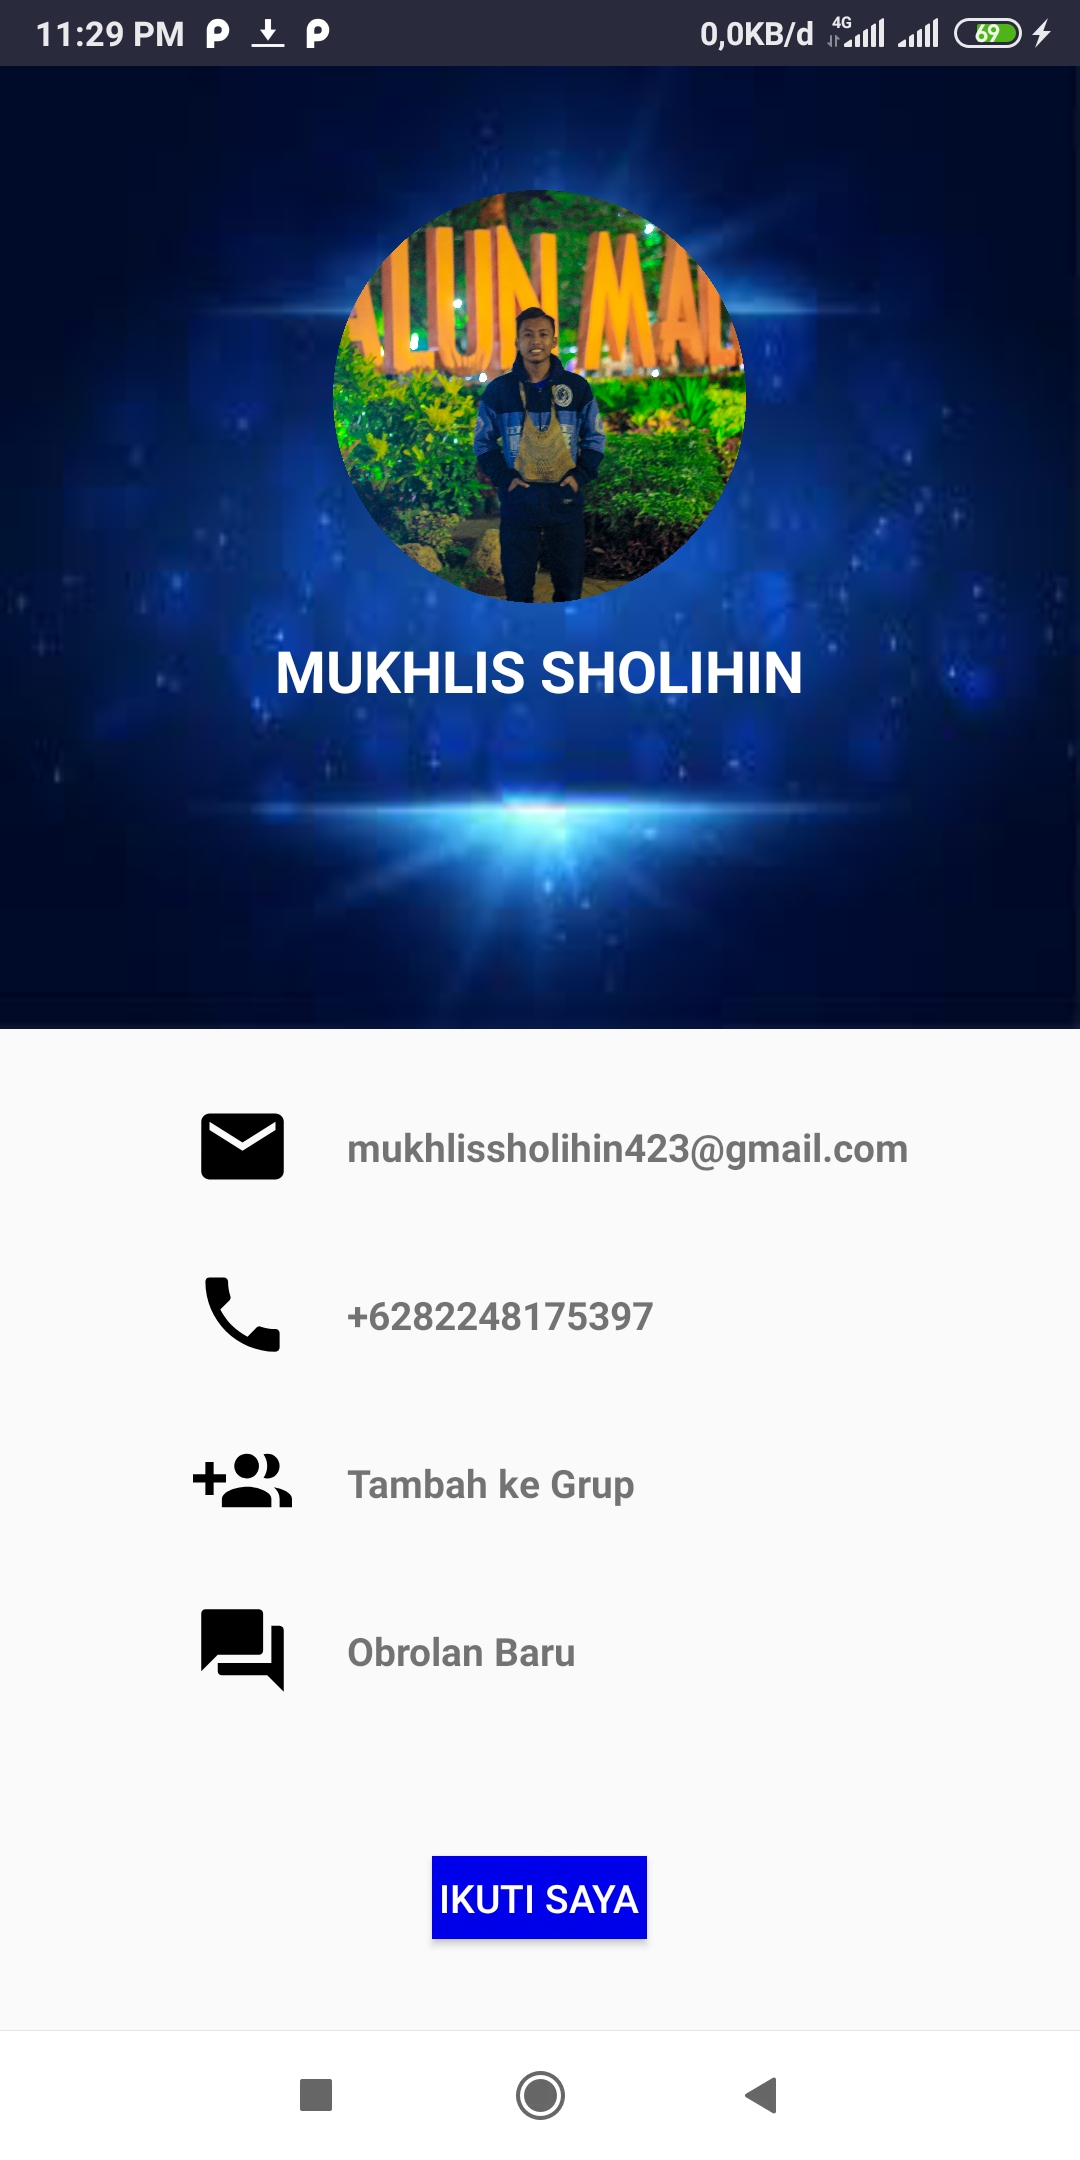 11:29 PM 0,0KB/d 4G 69
ALUN MAL
MUKHLIS SHOLIHIN
mukhlissholihin423@gmail.com
+6282248175397
Tambah ke Grup
Obrolan Baru
IKUTI SAYA